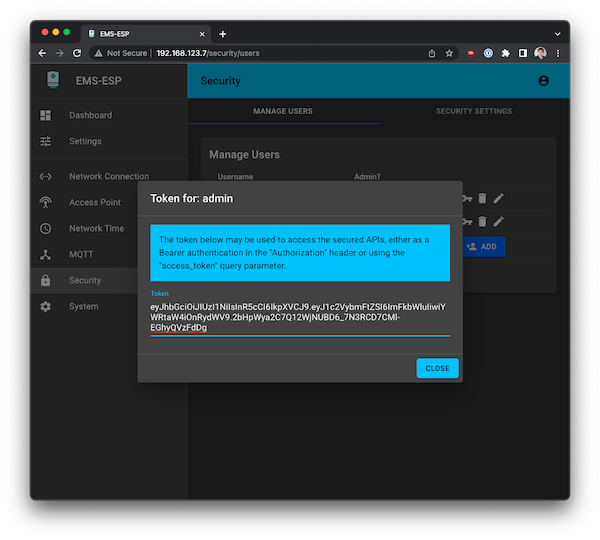 EMS-ESP
Not Secure | 192.168.123.7/security/users
EMS-ESP
Security
Dashboard
Settings
Network Connection
Access Point
Network Time
MQTT
Security
System
MANAGE USERS
SECURITY SETTINGS
Manage Users
Username
Admin?
ADD
Token for: admin
The token below may be used to access the secured APIs, either as a
Bearer authentication in the "Authorization" header or using the
"access_token" query parameter.
Token
eyJhbGciOiJIUzI1NiIsInR5cCI6IkpXVCJ9.eyJ1c2VybmFtZSI6ImFkbWluIiwiY
WRtaW4iOnRydWV9.2bHpWya2C7Q12WjNUBD6_7N3RCD7CMl-
EGhyQVzFdDg
CLOSE